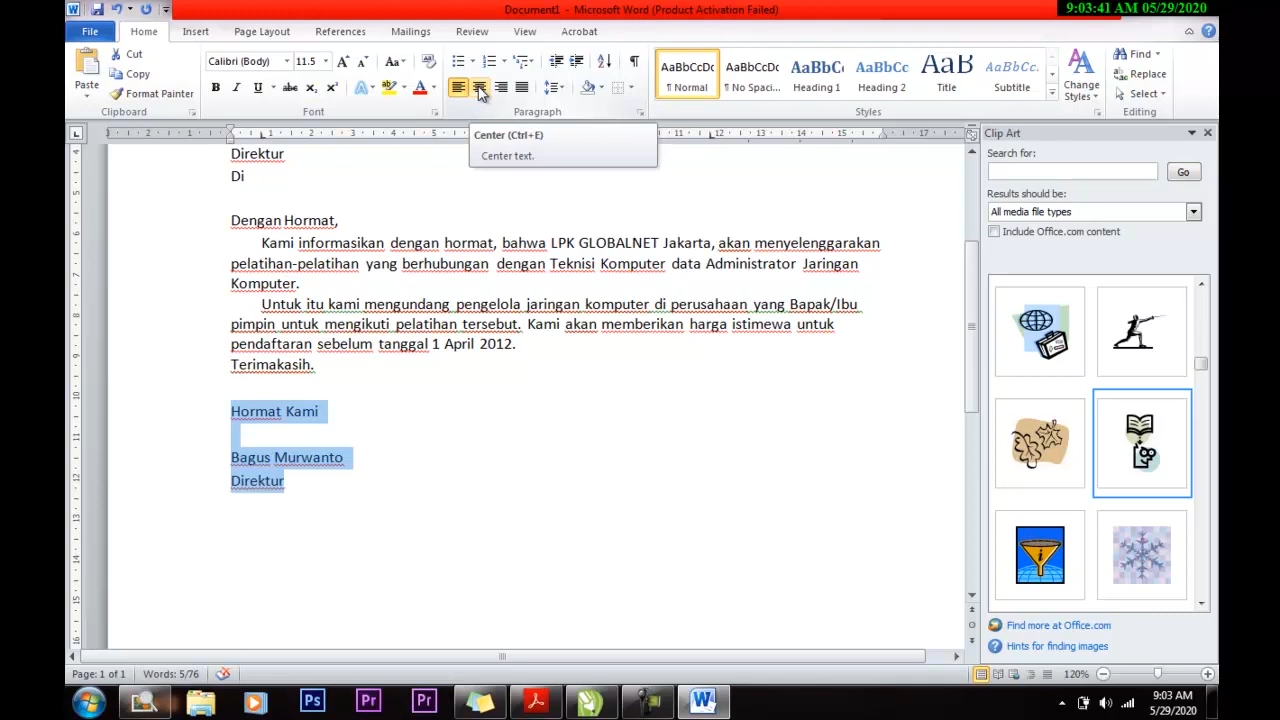 Document1 - Microsoft Word (Product Activation Failed)
9:03:41 AM 05/29/2020
File Home Insert Page Layout References Mailings Review View Acrobat
Paste
Cut
Copy
Format Painter
Clipboard
Calibri (Body) 11.5
Font
Paragraph
AaBbCcDc
¶ Normal
AaBbCcDc
¶ No Spaci...
AaBbCc
Heading 1
AaBbCc
Heading 2
AaB
Title
AaBbCc.
Subtitle
Change
Styles
Styles
Find
Replace
Select
Editing
Center (Ctrl+E)
Center text.
Direktur
Di
Dengan Hormat,
Kami informasikan dengan hormat, bahwa LPK GLOBALNET Jakarta, akan menyelenggarakan
pelatihan-pelatihan yang berhubungan dengan Teknisi Komputer data Administrator Jaringan
Komputer.
Untuk itu kami mengundang pengelola jaringan komputer di perusahaan yang Bapak/Ibu
pimpin untuk mengikuti pelatihan tersebut. Kami akan memberikan harga istimewa untuk
pendaftaran sebelum tanggal 1 April 2012.
Terimakasih.
Hormat Kami
Bagus Murwanto
Direktur
Clip Art
Search for:
Go
Results should be:
All media file types
Include Office.com content
Find more at Office.com
Hints for finding images
Page: 1 of 1 Words: 5/76
120%
9:03 AM
5/29/2020